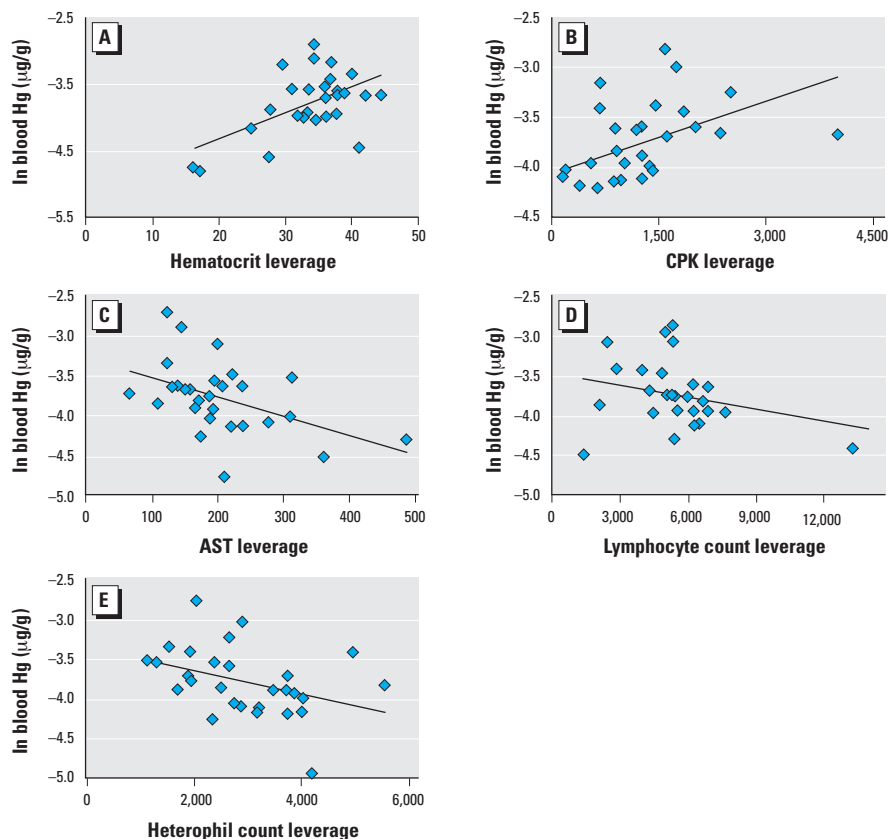 A
ln blood Hg (μg/g)
–2.5
–3.5
–4.5
–5.5
0 10 20 30 40 50
Hematocrit leverage
B
ln blood Hg (μg/g)
–2.5
–3.0
–3.5
–4.0
–4.5
0 1,500 3,000 4,500
CPK leverage
C
ln blood Hg (μg/g)
–2.5
–3.0
–3.5
–4.0
–4.5
–5.0
0 100 200 300 400 500
AST leverage
D
ln blood Hg (μg/g)
–2.5
–3.0
–3.5
–4.0
–4.5
–5.0
0 3,000 6,000 9,000 12,000
Lymphocyte count leverage
E
ln blood Hg (μg/g)
–2.5
–3.0
–3.5
–4.0
–4.5
–5.0
0 2,000 4,000 6,000
Heterophil count leverage